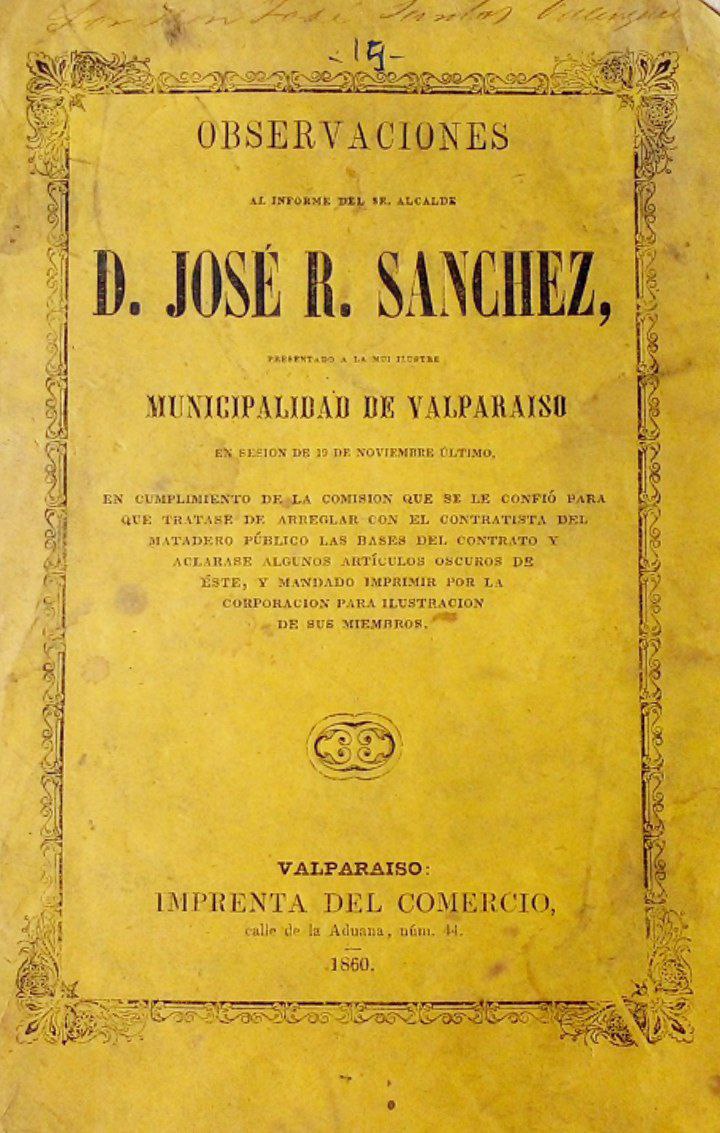 José Santos
- 19 -
OBSERVACIONES
AL INFORME DEL SR. ALCALDE
D. JOSÉ R. SANCHEZ,
PRESENTADO A LA MUI ILUSTRE
MUNICIPALIDAD DE VALPARAISO
EN SESION DE 19 DE NOVIEMBRE ÚLTIMO,
EN CUMPLIMIENTO DE LA COMISION QUE SE LE CONFIÓ PARA
QUE TRATASE DE ARREGLAR CON EL CONTRATISTA DEL
MATADERO PÚBLICO LAS BASES DEL CONTRATO Y
ACLARASE ALGUNOS ARTÍCULOS OSCUROS DE
ÉSTE, Y MANDADO IMPRIMIR POR LA
CORPORACION PARA ILUSTRACION
DE SUS MIEMBROS.
VALPARAISO:
IMPRENTA DEL COMERCIO,
calle de la Aduana, núm. 44.
1860.